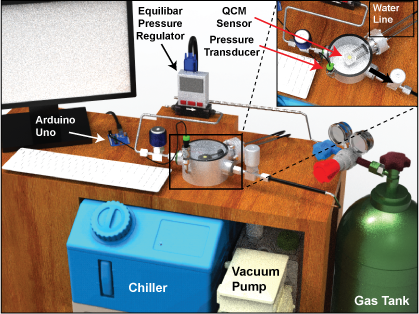 Equilibar
Pressure
Regulator
QCM
Sensor
Pressure
Transducer
Water
Line
Arduino
Uno
Chiller
Vacuum
Pump
Gas Tank